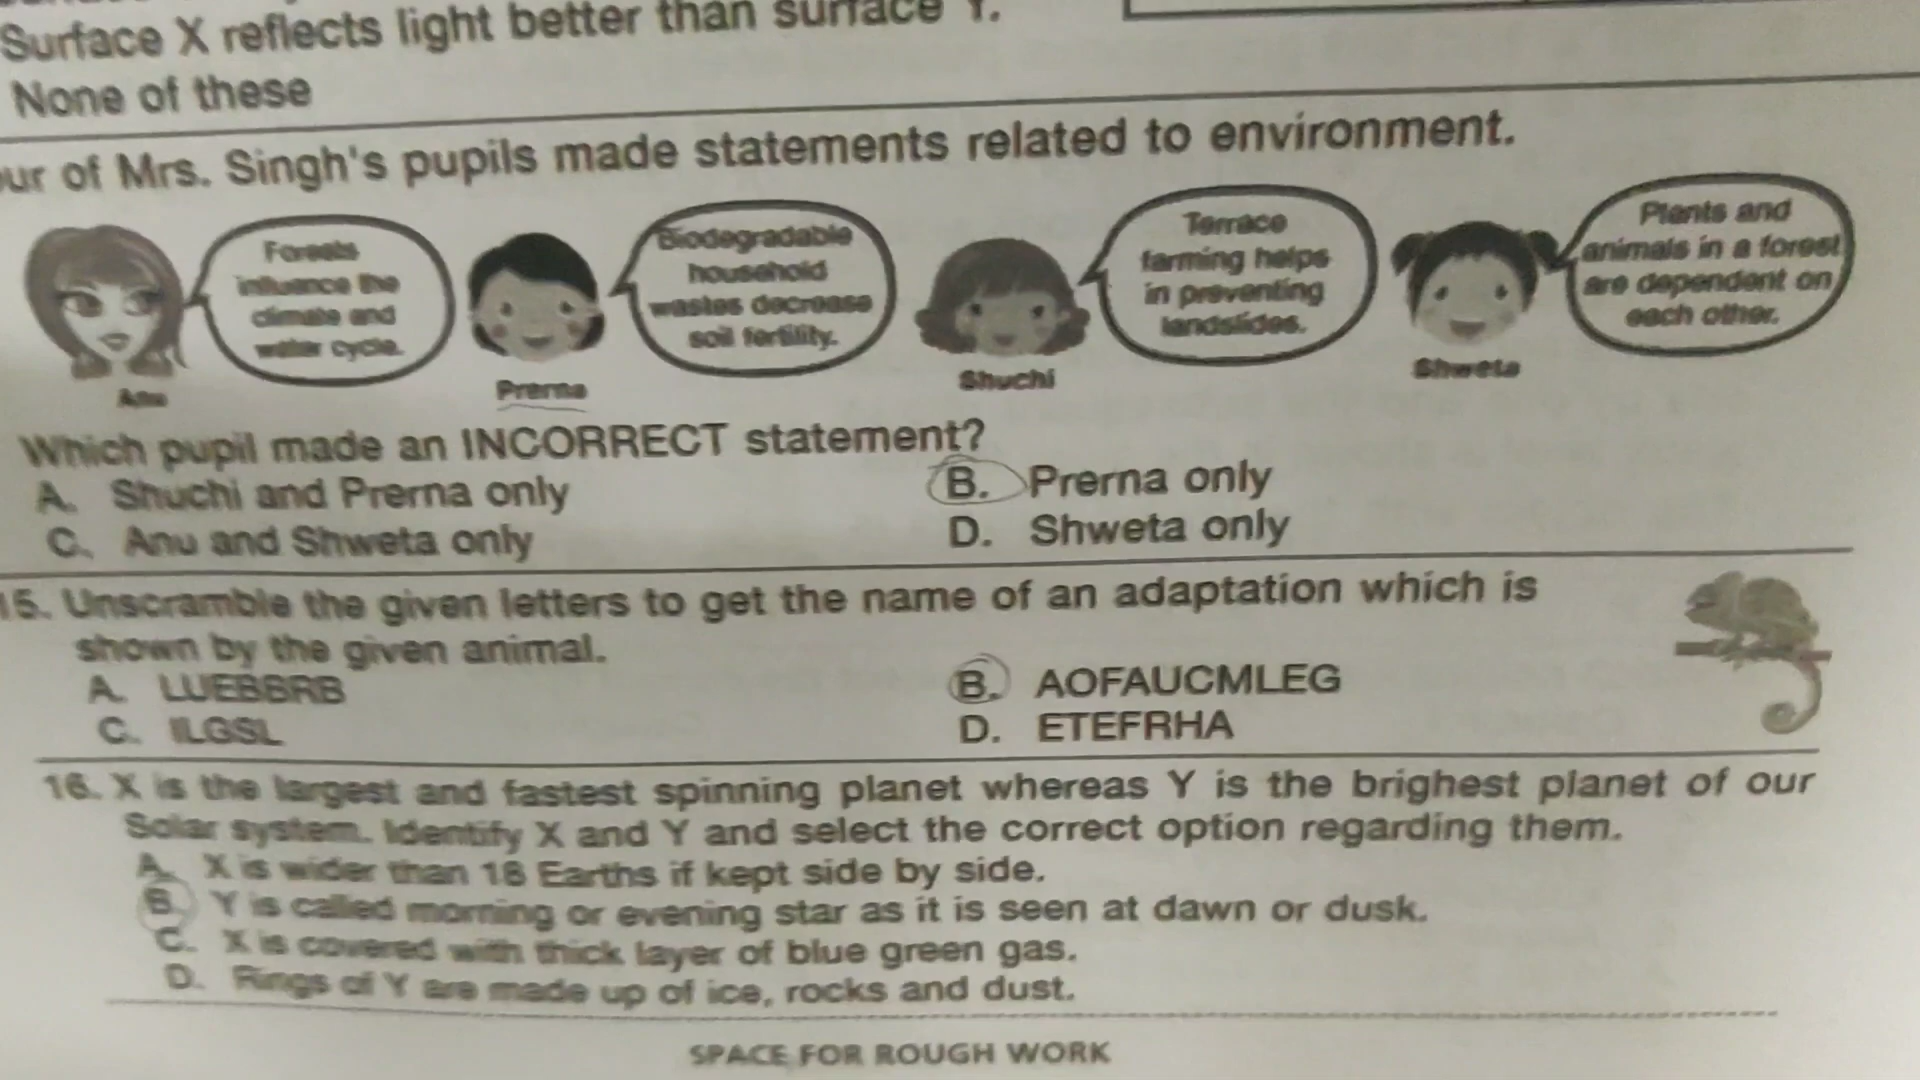 Surface X reflects light better than surface Y.
None of these
ur of Mrs. Singh's pupils made statements related to environment.
Forests
influence the
climate and
water cycle.
Anu
Biodegradable
household
wastes decrease
soil fertility.
Prerna
Terrace
farming helps
in preventing
landslides.
Shuchi
Plants and
animals in a forest
are dependent on
each other.
Shweta
Which pupil made an INCORRECT statement?
A. Shuchi and Prerna only
B. Prerna only
C. Anu and Shweta only
D. Shweta only
15. Unscramble the given letters to get the name of an adaptation which is
shown by the given animal.
A. LUEBBRB
B. AOFAUCMLEG
C. ILGSL
D. ETEFRHA
16. X is the largest and fastest spinning planet whereas Y is the brighest planet of our
Solar system. Identify X and Y and select the correct option regarding them.
A. X is wider than 18 Earths if kept side by side.
B. Y is called morning or evening star as it is seen at dawn or dusk.
C. X is covered with thick layer of blue green gas.
D. Rings of Y are made up of ice, rocks and dust.
SPACE FOR ROUGH WORK